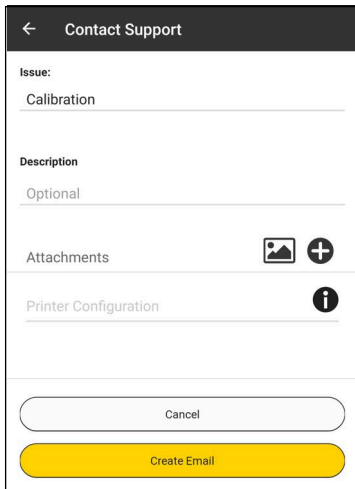 Contact Support
Issue:
Calibration
Description
Optional
Attachments
Printer Configuration
Cancel
Create Email